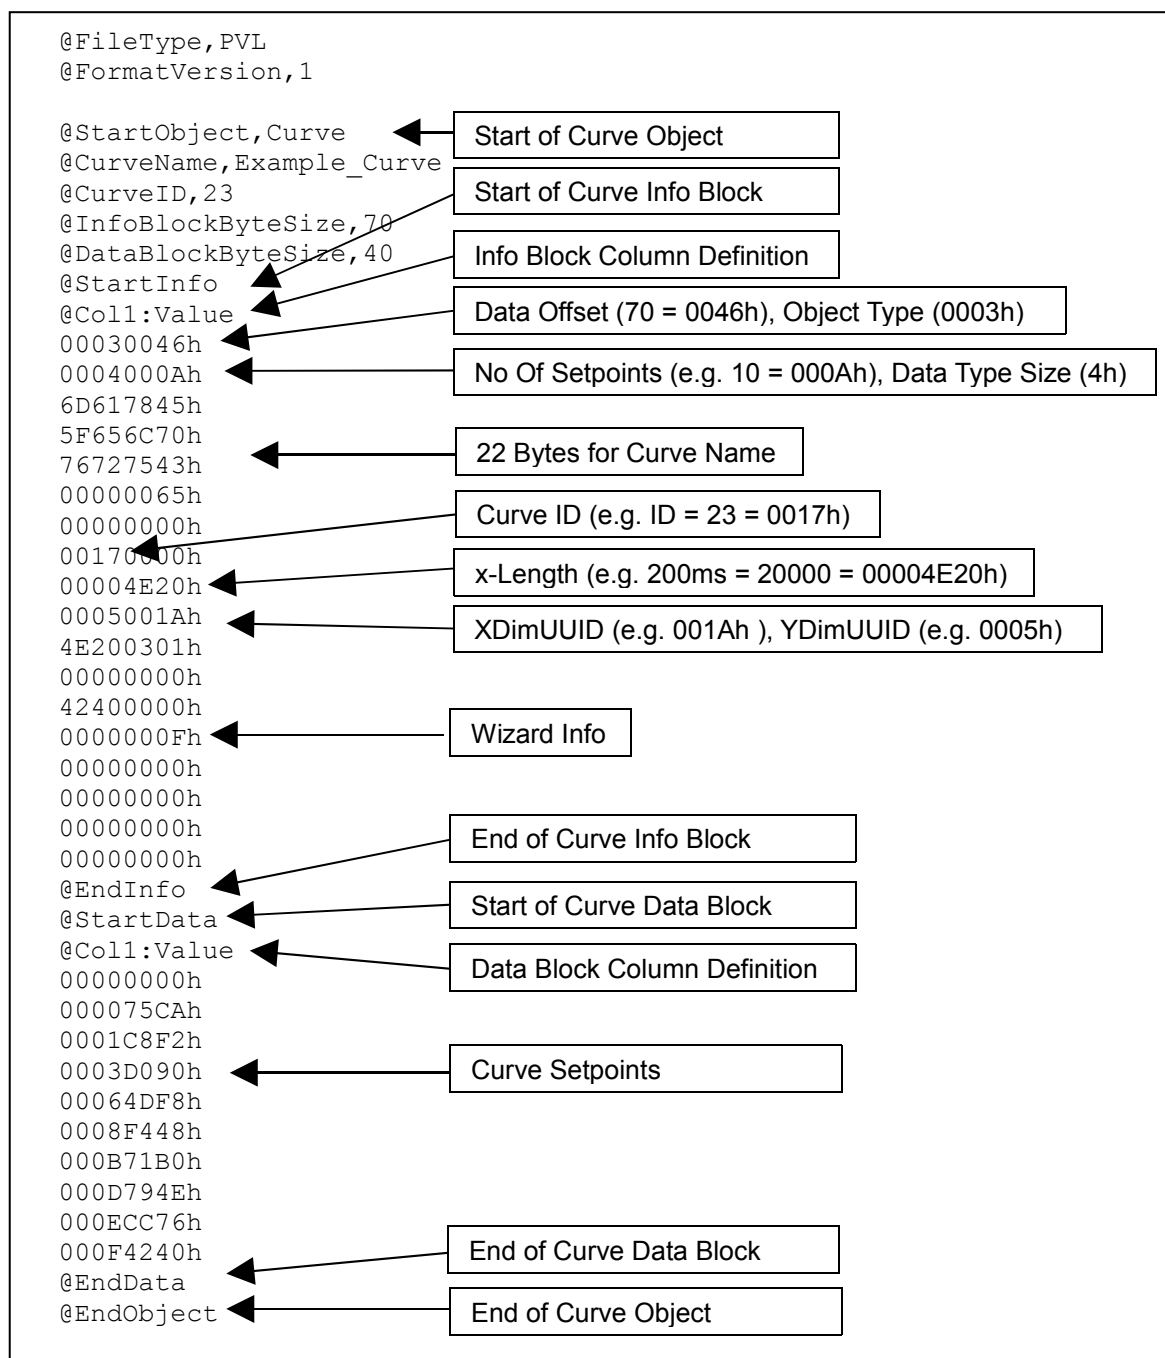 @FileType,PVL
@FormatVersion,1
@StartObject,Curve
Start of Curve Object
@CurveName,Example_Curve
@CurveID,23
Start of Curve Info Block
@InfoBlockByteSize,70
@DataBlockByteSize,40
Info Block Column Definition
@StartInfo
@Col1:Value
Data Offset (70 = 0046h), Object Type (0003h)
00030046h
0004000Ah
No Of Setpoints (e.g. 10 = 000Ah), Data Type Size (4h)
6D617845h
5F656C70h
76727543h
22 Bytes for Curve Name
00000065h
00000000h
Curve ID (e.g. ID = 23 = 0017h)
00170000h
00004E20h
x-Length (e.g. 200ms = 20000 = 00004E20h)
0005001Ah
XDimUUID (e.g. 001Ah ), YDimUUID (e.g. 0005h)
4E200301h
00000000h
42400000h
0000000Fh
Wizard Info
00000000h
00000000h
00000000h
00000000h
End of Curve Info Block
@EndInfo
@StartData
Start of Curve Data Block
@Col1:Value
Data Block Column Definition
00000000h
000075CAh
0001C8F2h
0003D090h
Curve Setpoints
00064DF8h
0008F448h
000B71B0h
000D794Eh
000ECC76h
000F4240h
End of Curve Data Block
@EndData
@EndObject
End of Curve Object